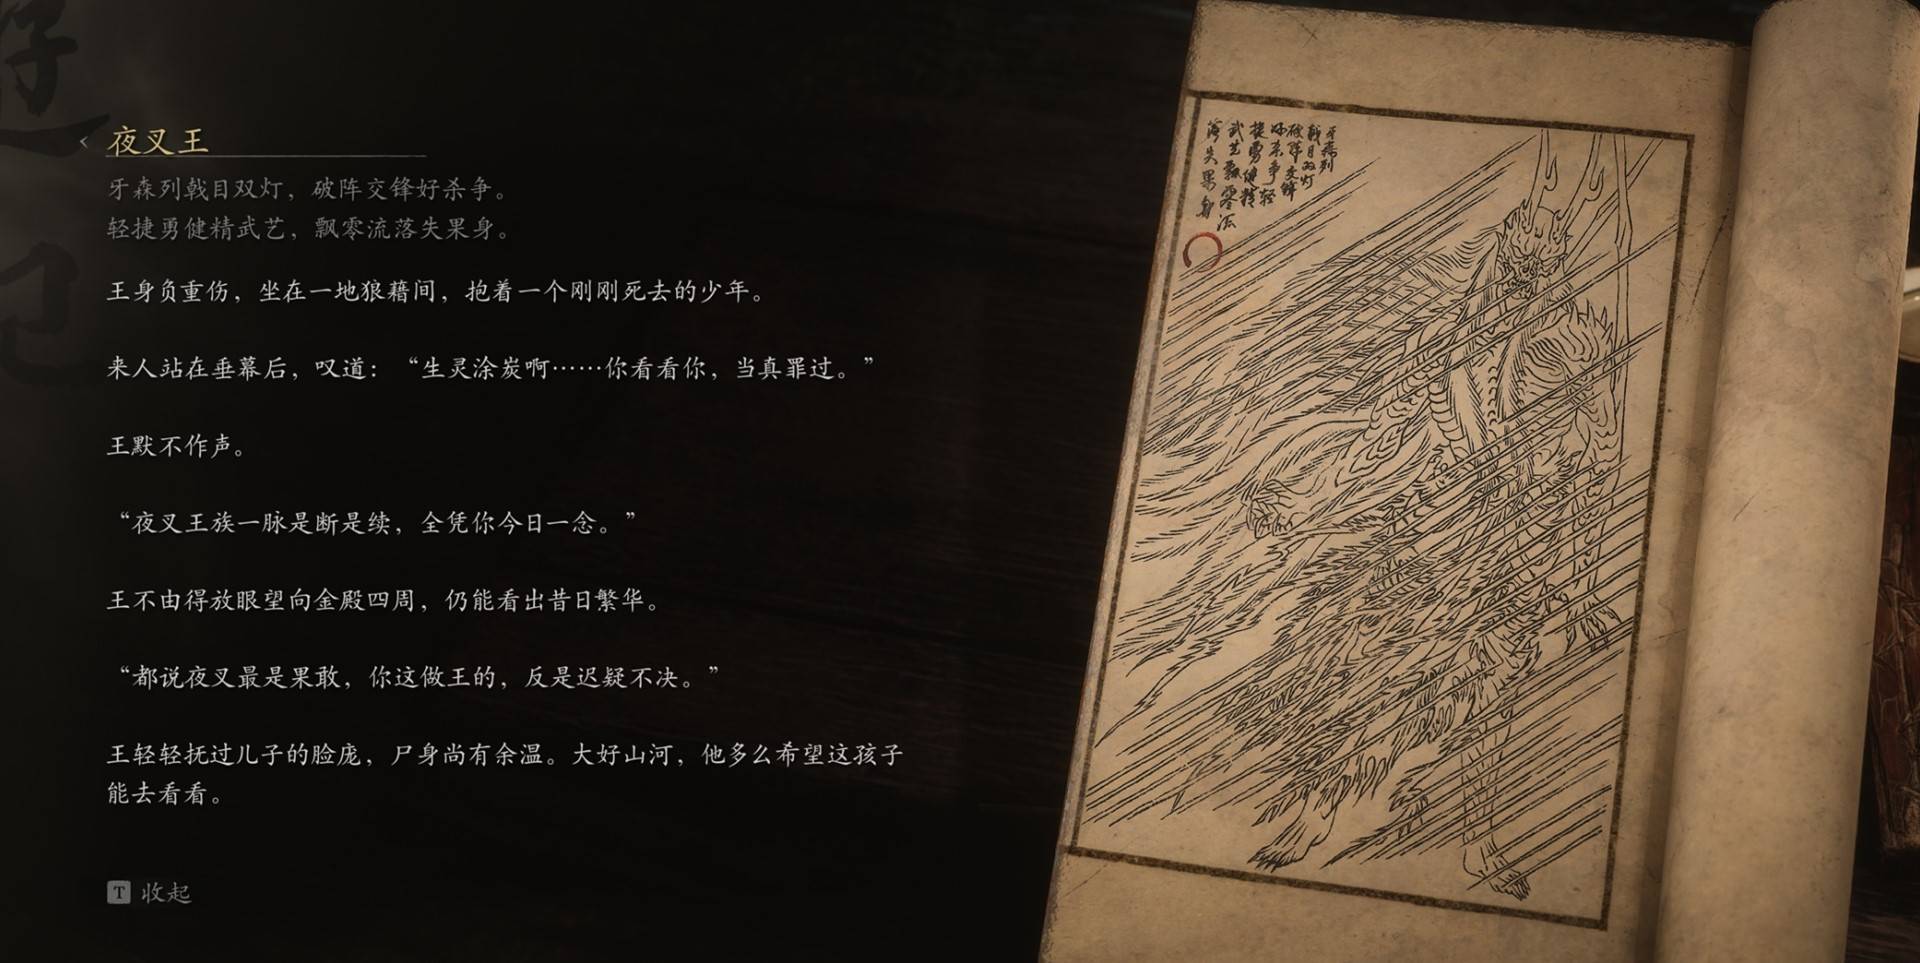 夜叉王
牙森列戟目双灯，破阵交锋好杀争。
轻捷勇健精武艺，飘零流落失果身。
王身负重伤，坐在一地狼藉间，抱着一个刚刚死去的少年。
来人站在垂幕后，叹道：“生灵涂炭啊……你看看你，当真罪过。”
王默不作声。
“夜叉王族一脉是断是续，全凭你今日一念。”
王不由得放眼望向金殿四周，仍能看出昔日繁华。
“都说夜叉最是果敢，你这做王的，反是迟疑不决。”
王轻轻抚过儿子的脸庞，尸身尚有余温。大好山河，他多么希望这孩子
能去看看。
T 收起
牙森列
戟目双灯
破阵交锋
好杀争轻
捷勇健精
武艺飘零流
落失果身